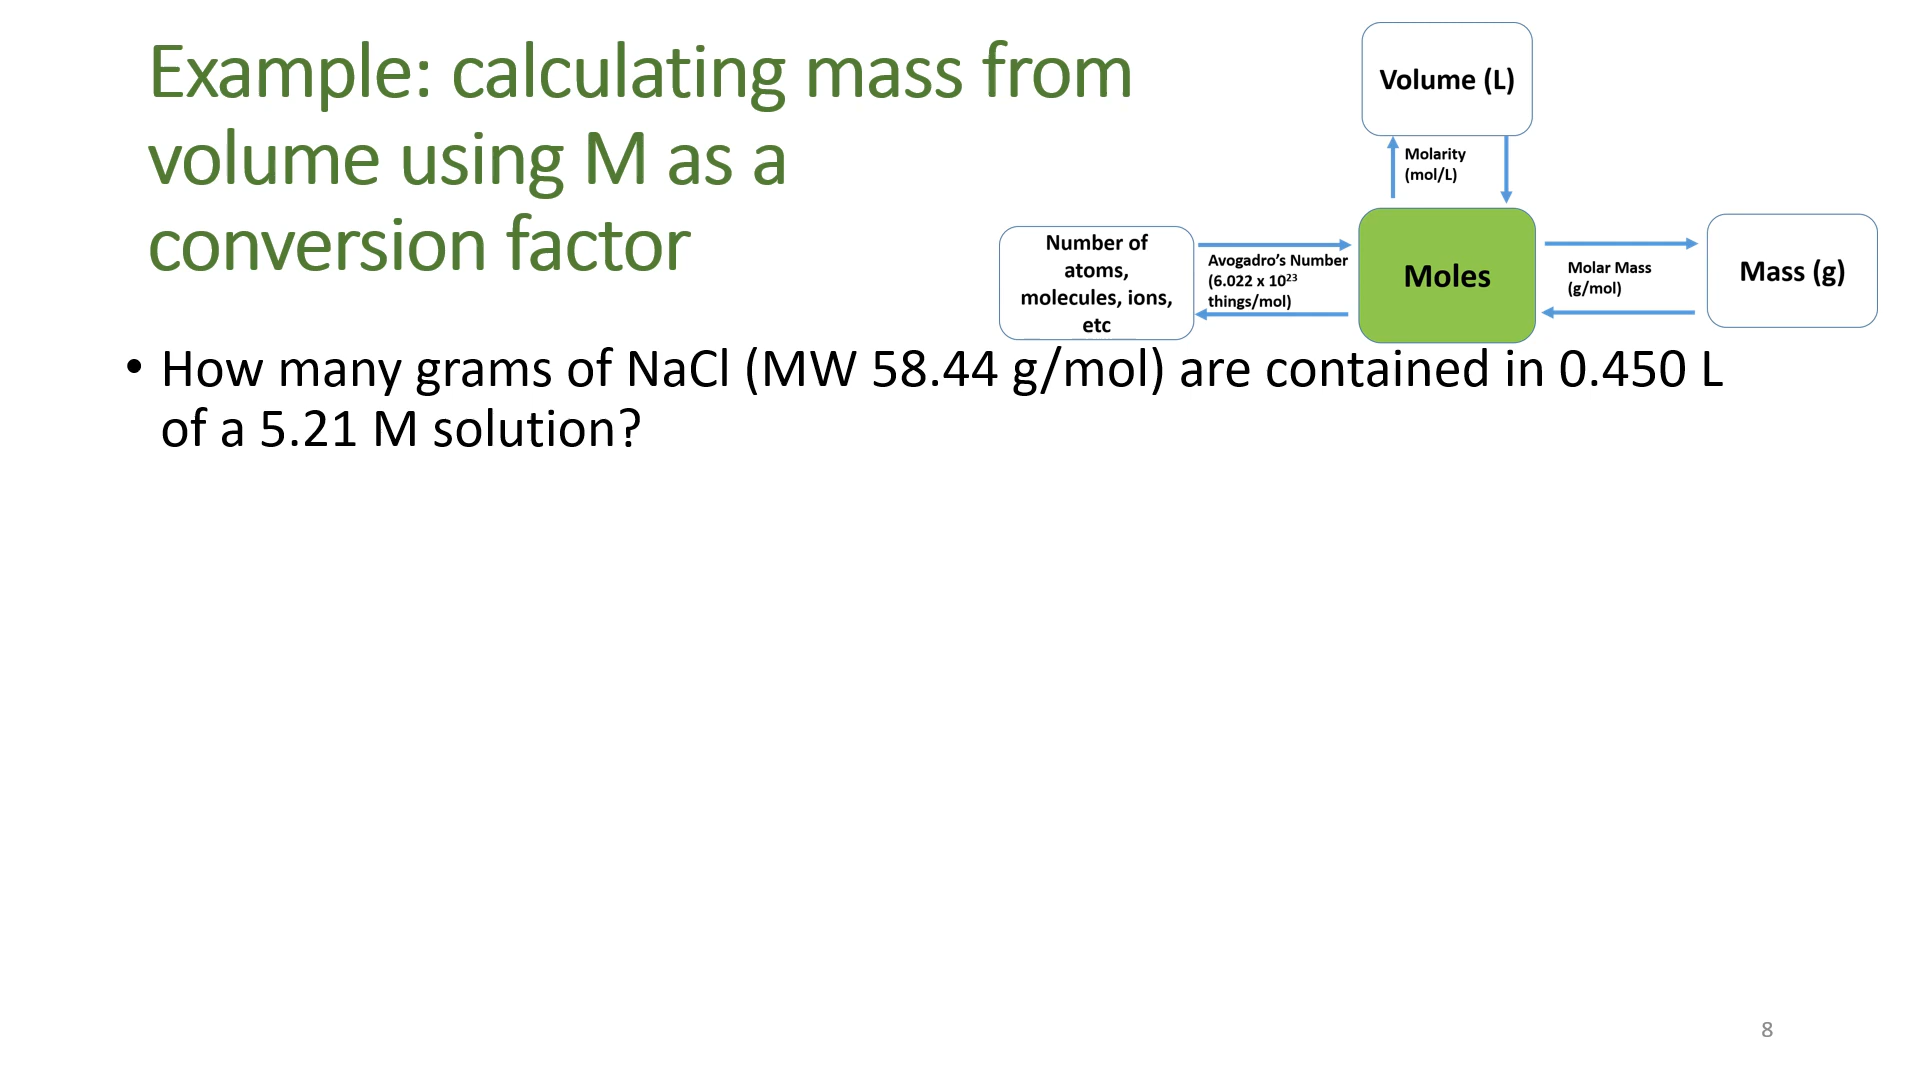 Example: calculating mass from
volume using M as a
conversion factor
Volume (L)
Molarity
(mol/L)
Number of
atoms,
molecules, ions,
etc
Avogadro’s Number
(6.022 x 10²³
things/mol)
Moles
Molar Mass
(g/mol)
Mass (g)
• How many grams of NaCl (MW 58.44 g/mol) are contained in 0.450 L
of a 5.21 M solution?
8